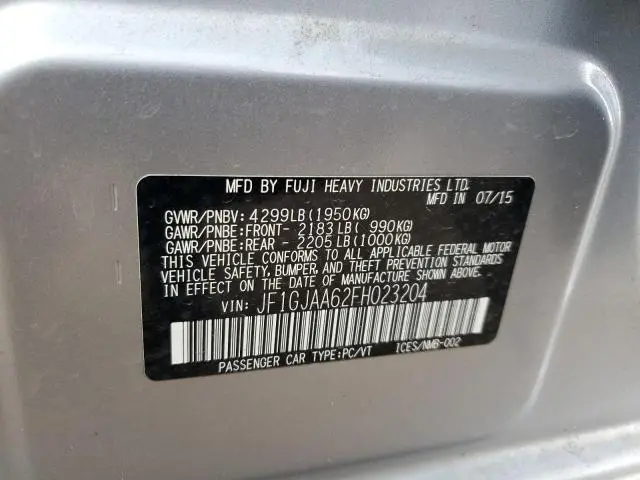 MFD BY FUJI HEAVY INDUSTRIES LTD.
MFD IN 07/15
GVWR/PNBV: 4299LB(1950KG)
GAWR/PNBE:FRONT- 2183LB( 990KG)
GAWR/PNBE:REAR - 2205LB(1000KG)
THIS VEHICLE CONFORMS TO ALL APPLICABLE FEDERAL MOTOR
VEHICLE SAFETY, BUMPER, AND THEFT PREVENTION STANDARDS
IN EFFECT ON THE DATE OF MANUFACTURE SHOWN ABOVE.
VIN: JF1GJAA62FH023204
PASSENGER CAR TYPE:PC/VT ICES/NMB-002